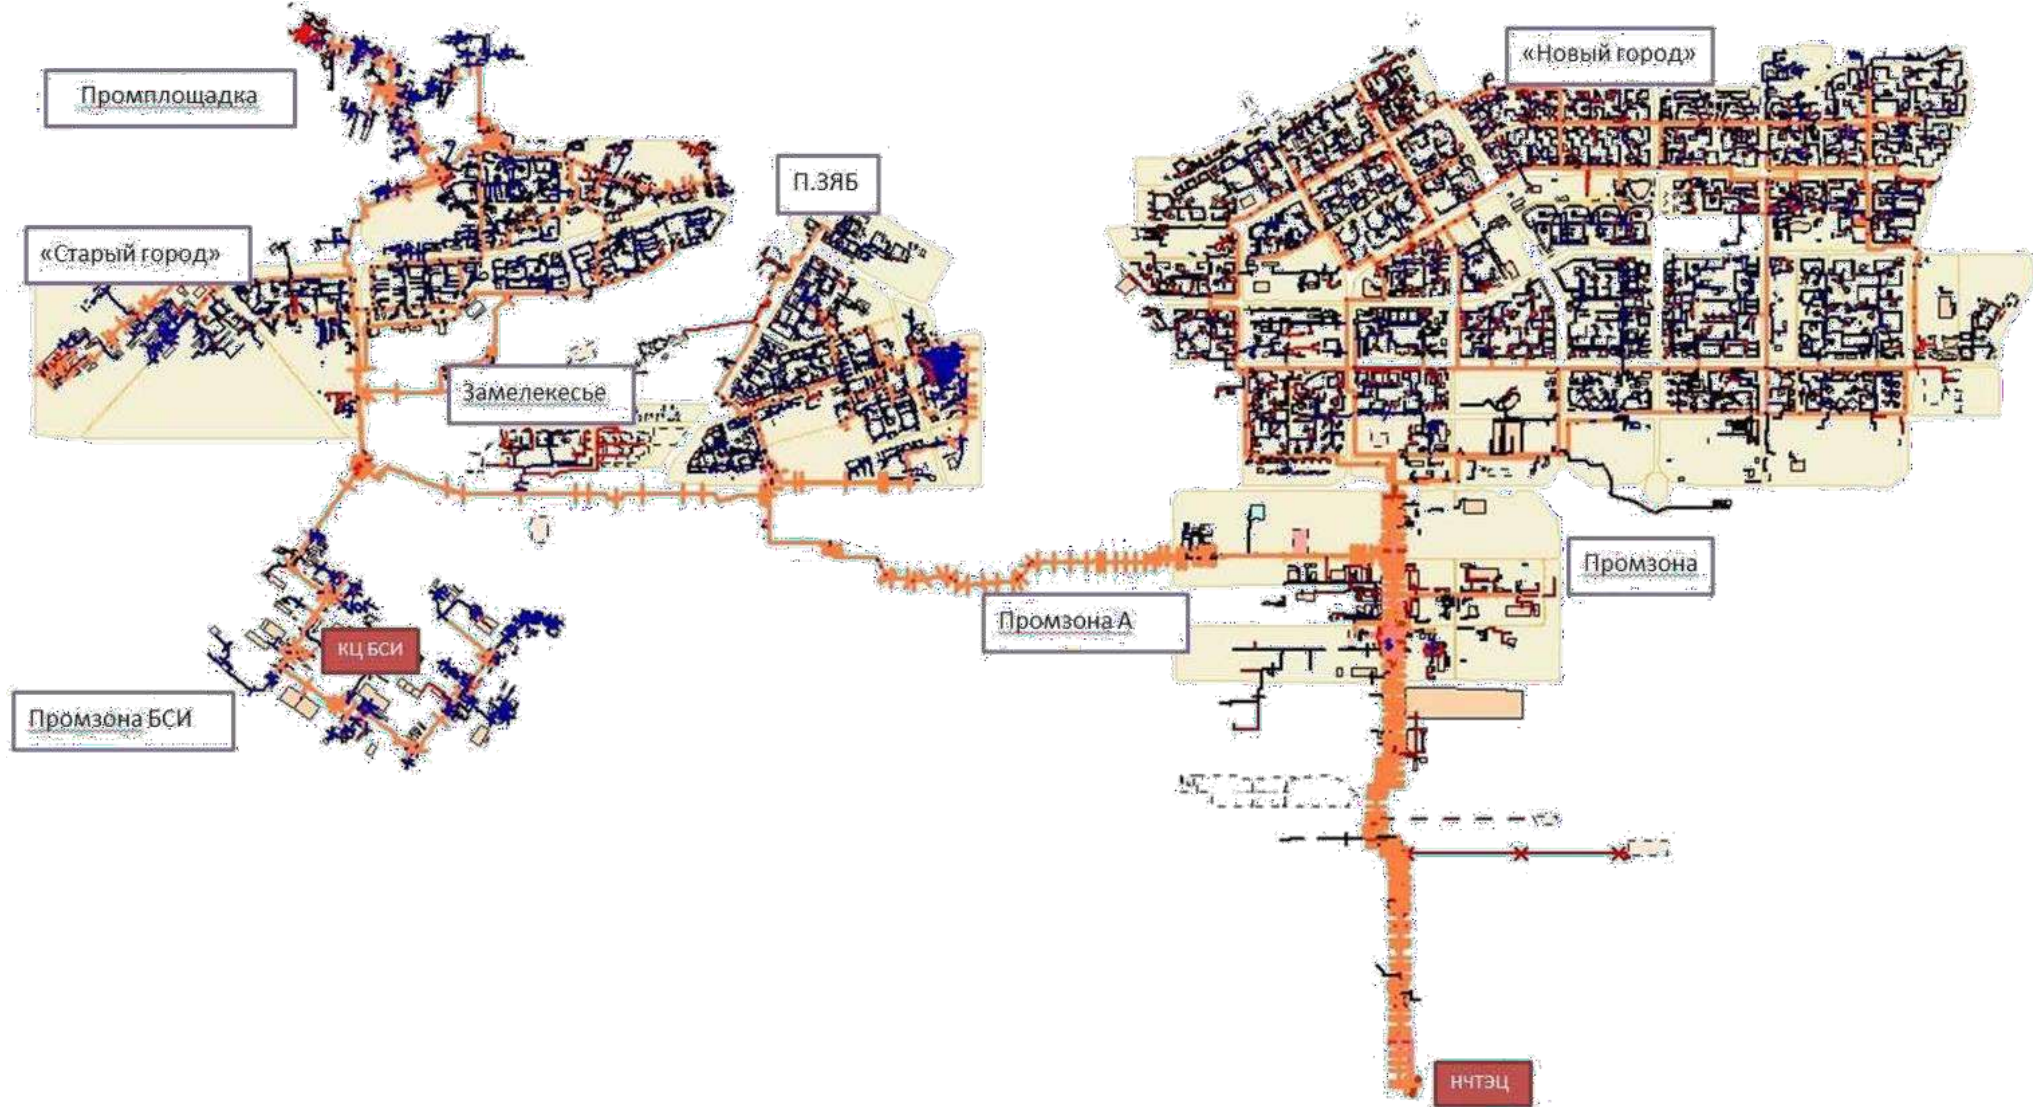 «Новый город»
Промплощадка
П.ЗЯБ
«Старый город»
Замелекесье
Промзона
Промзона А
КЦ БСИ
Промзона БСИ
НЧТЭЦ